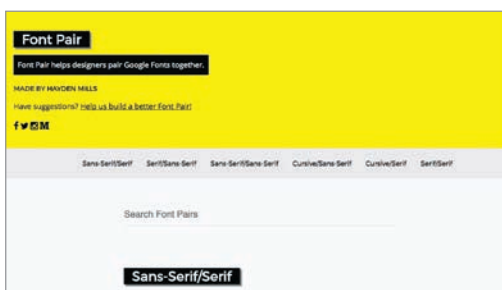 Font Pair
Font Pair helps designers pair Google Fonts together.
MADE BY HAYDEN MILLS
Have suggestions? Help us build a better Font Pair!
Sans-Serif/Serif Serif/Sans-Serif Sans-Serif/Sans-Serif Cursive/Sans-Serif Cursive/Serif Serif/Serif
Search Font Pairs
Sans-Serif/Serif